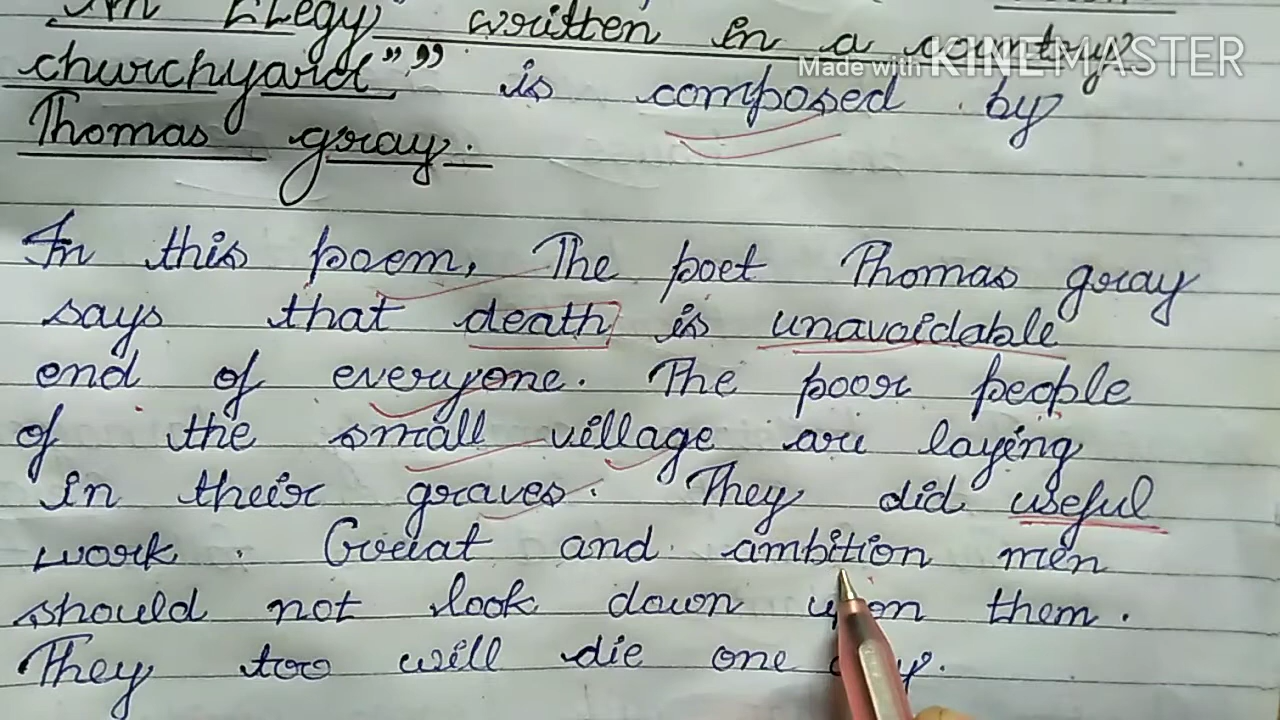 An Elegy written in a country
churchyard"" is composed by
Thomas gray.
Made with KINEMASTER
In this poem, The poet Thomas gray
says that death is unavoidable
end of everyone. The poor people
of the small village are laying
in their graves. They did useful
work. Great and ambition men
should not look down upon them.
They too will die one